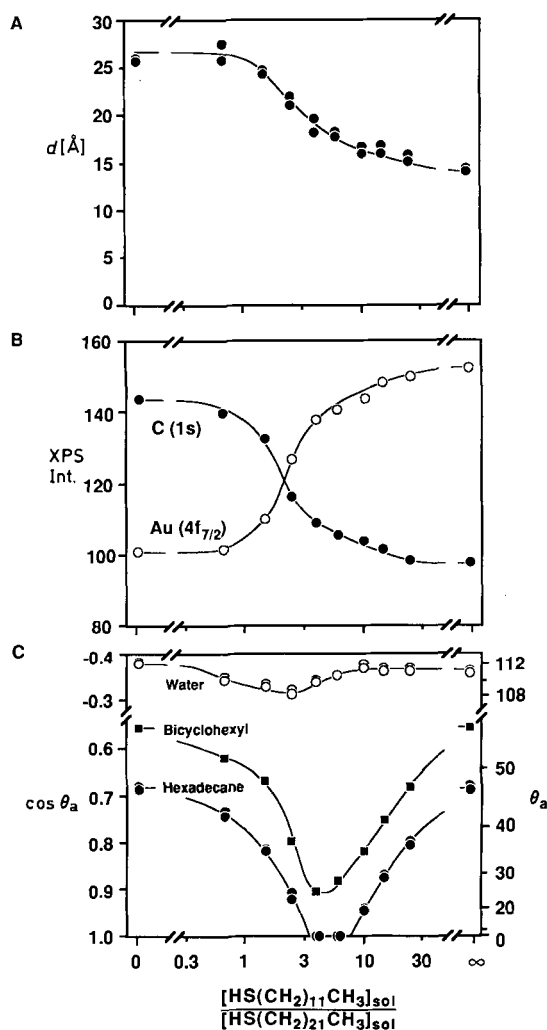 A
30
25
20
15
10
5
0
d [Å]
B
160
140
120
100
80
XPS
Int.
C (1s)
Au (4f7/2)
C
-0.4
-0.3
0.6
0.7
0.8
0.9
1.0
cos θa
Water
Bicyclohexyl
Hexadecane
112
108
50
40
30
20
0
θa
0 0.3 1 3 10 30 ∞
[HS(CH2)11CH3]sol
[HS(CH2)21CH3]sol